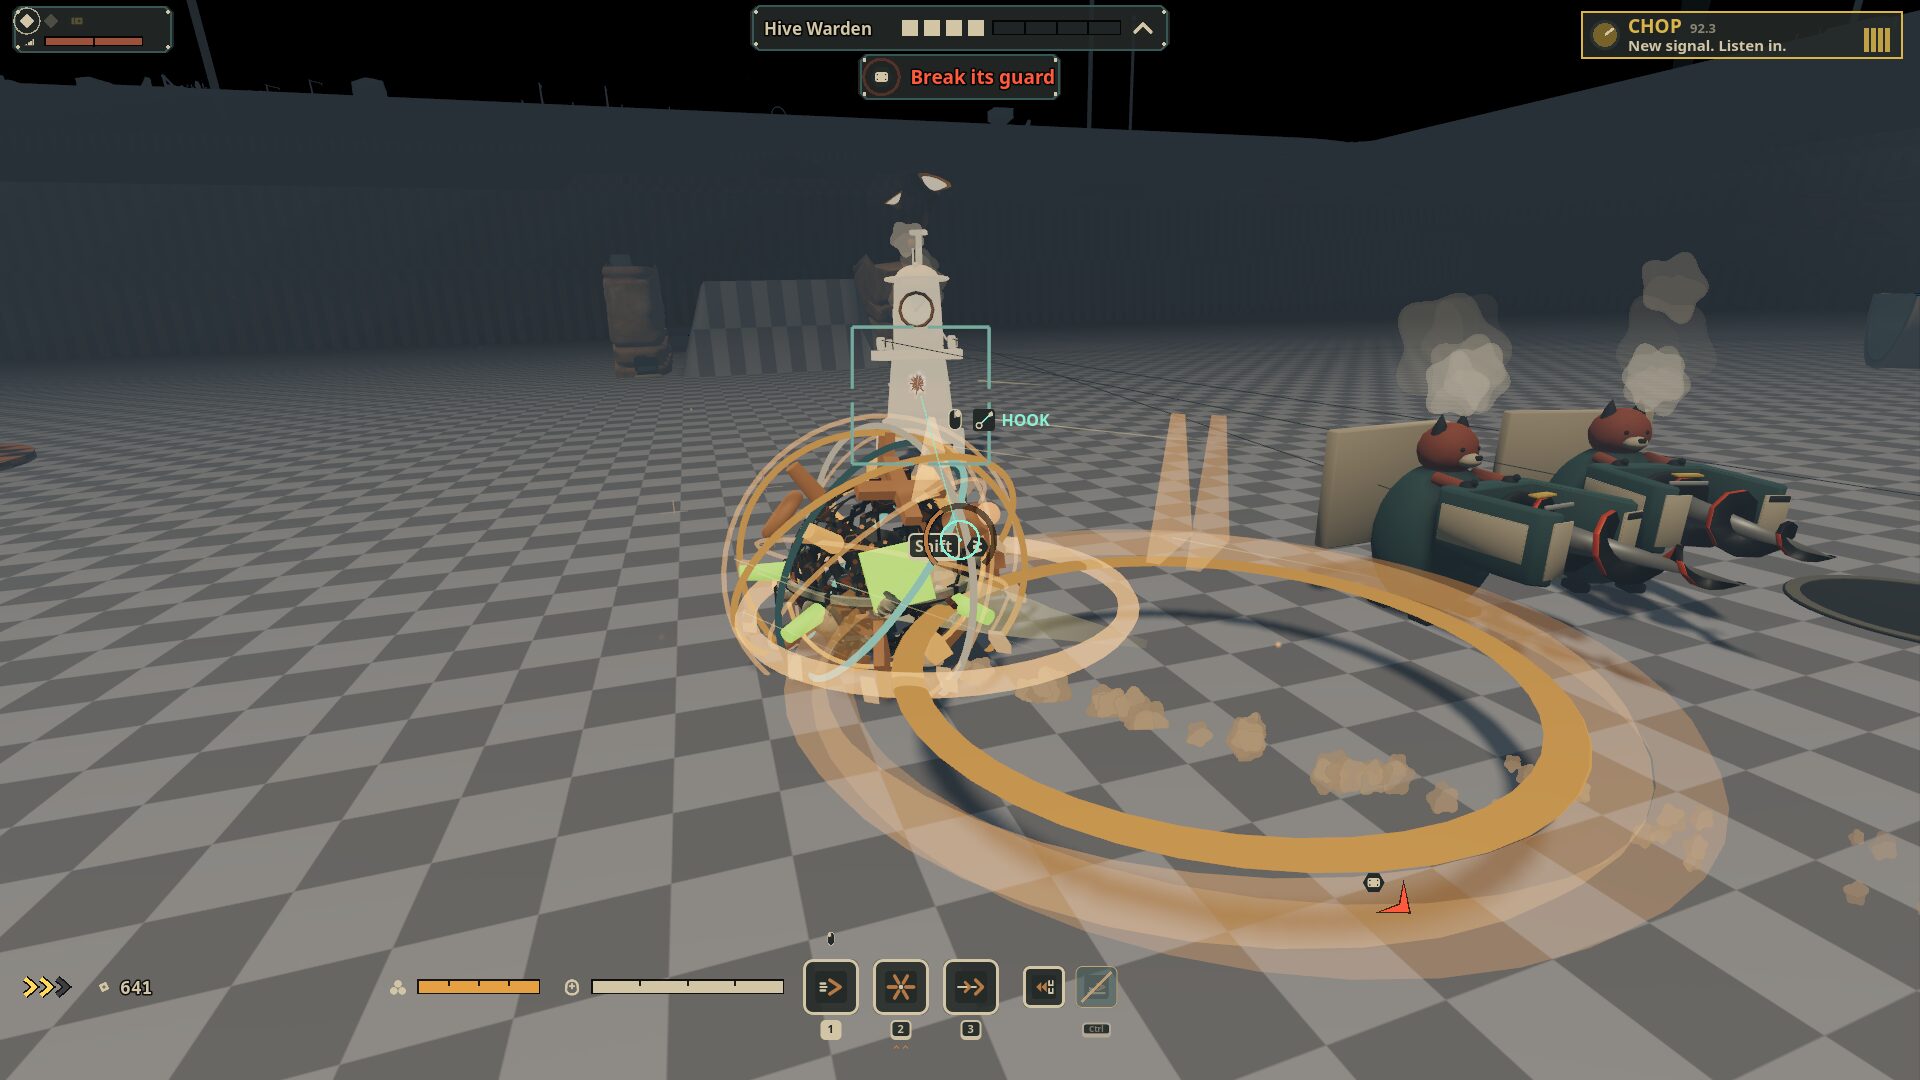 Hive Warden
Break its guard
CHOP 92.3
New signal. Listen in.
HOOK
Shift
641
1
2
3
Ctrl